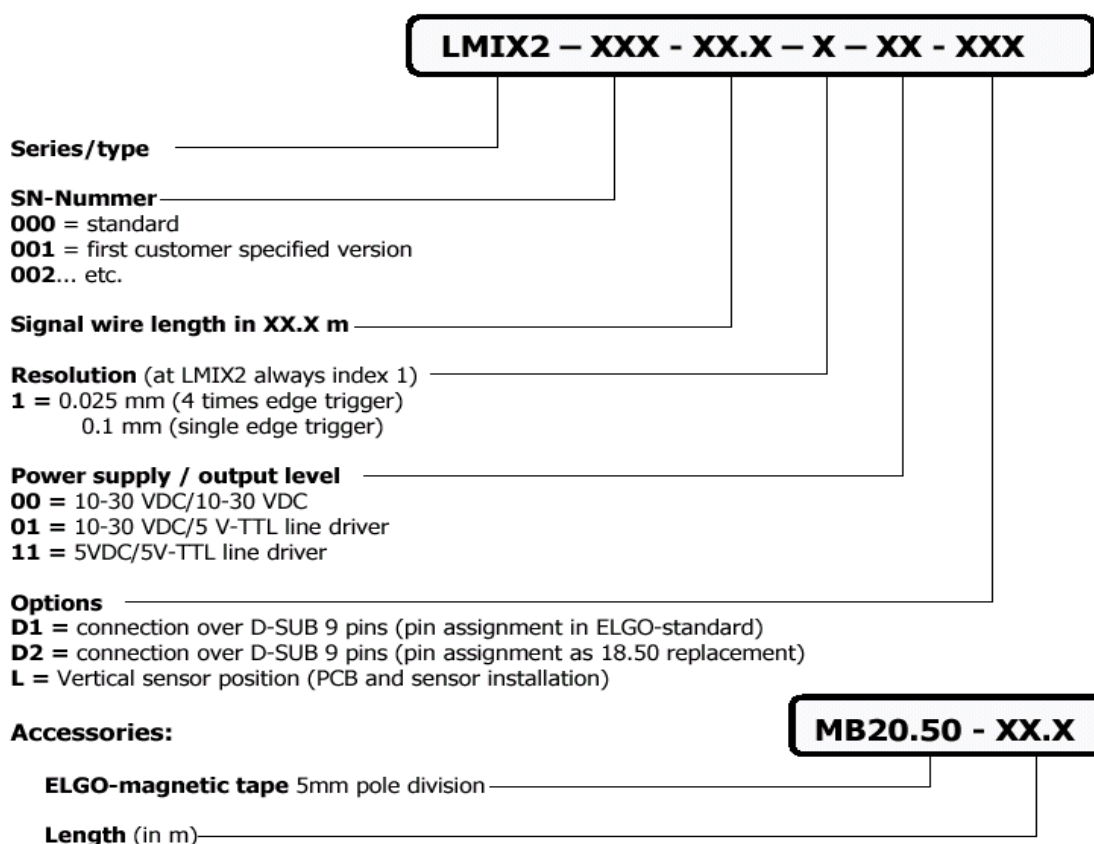 LMIX2 – XXX - XX.X – X – XX - XXX
Series/type
SN-Nummer
000 = standard
001 = first customer specified version
002... etc.
Signal wire length in XX.X m
Resolution (at LMIX2 always index 1)
1 = 0.025 mm (4 times edge trigger)
0.1 mm (single edge trigger)
Power supply / output level
00 = 10-30 VDC/10-30 VDC
01 = 10-30 VDC/5 V-TTL line driver
11 = 5VDC/5V-TTL line driver
Options
D1 = connection over D-SUB 9 pins (pin assignment in ELGO-standard)
D2 = connection over D-SUB 9 pins (pin assignment as 18.50 replacement)
L = Vertical sensor position (PCB and sensor installation)
MB20.50 - XX.X
Accessories:
ELGO-magnetic tape 5mm pole division
Length (in m)